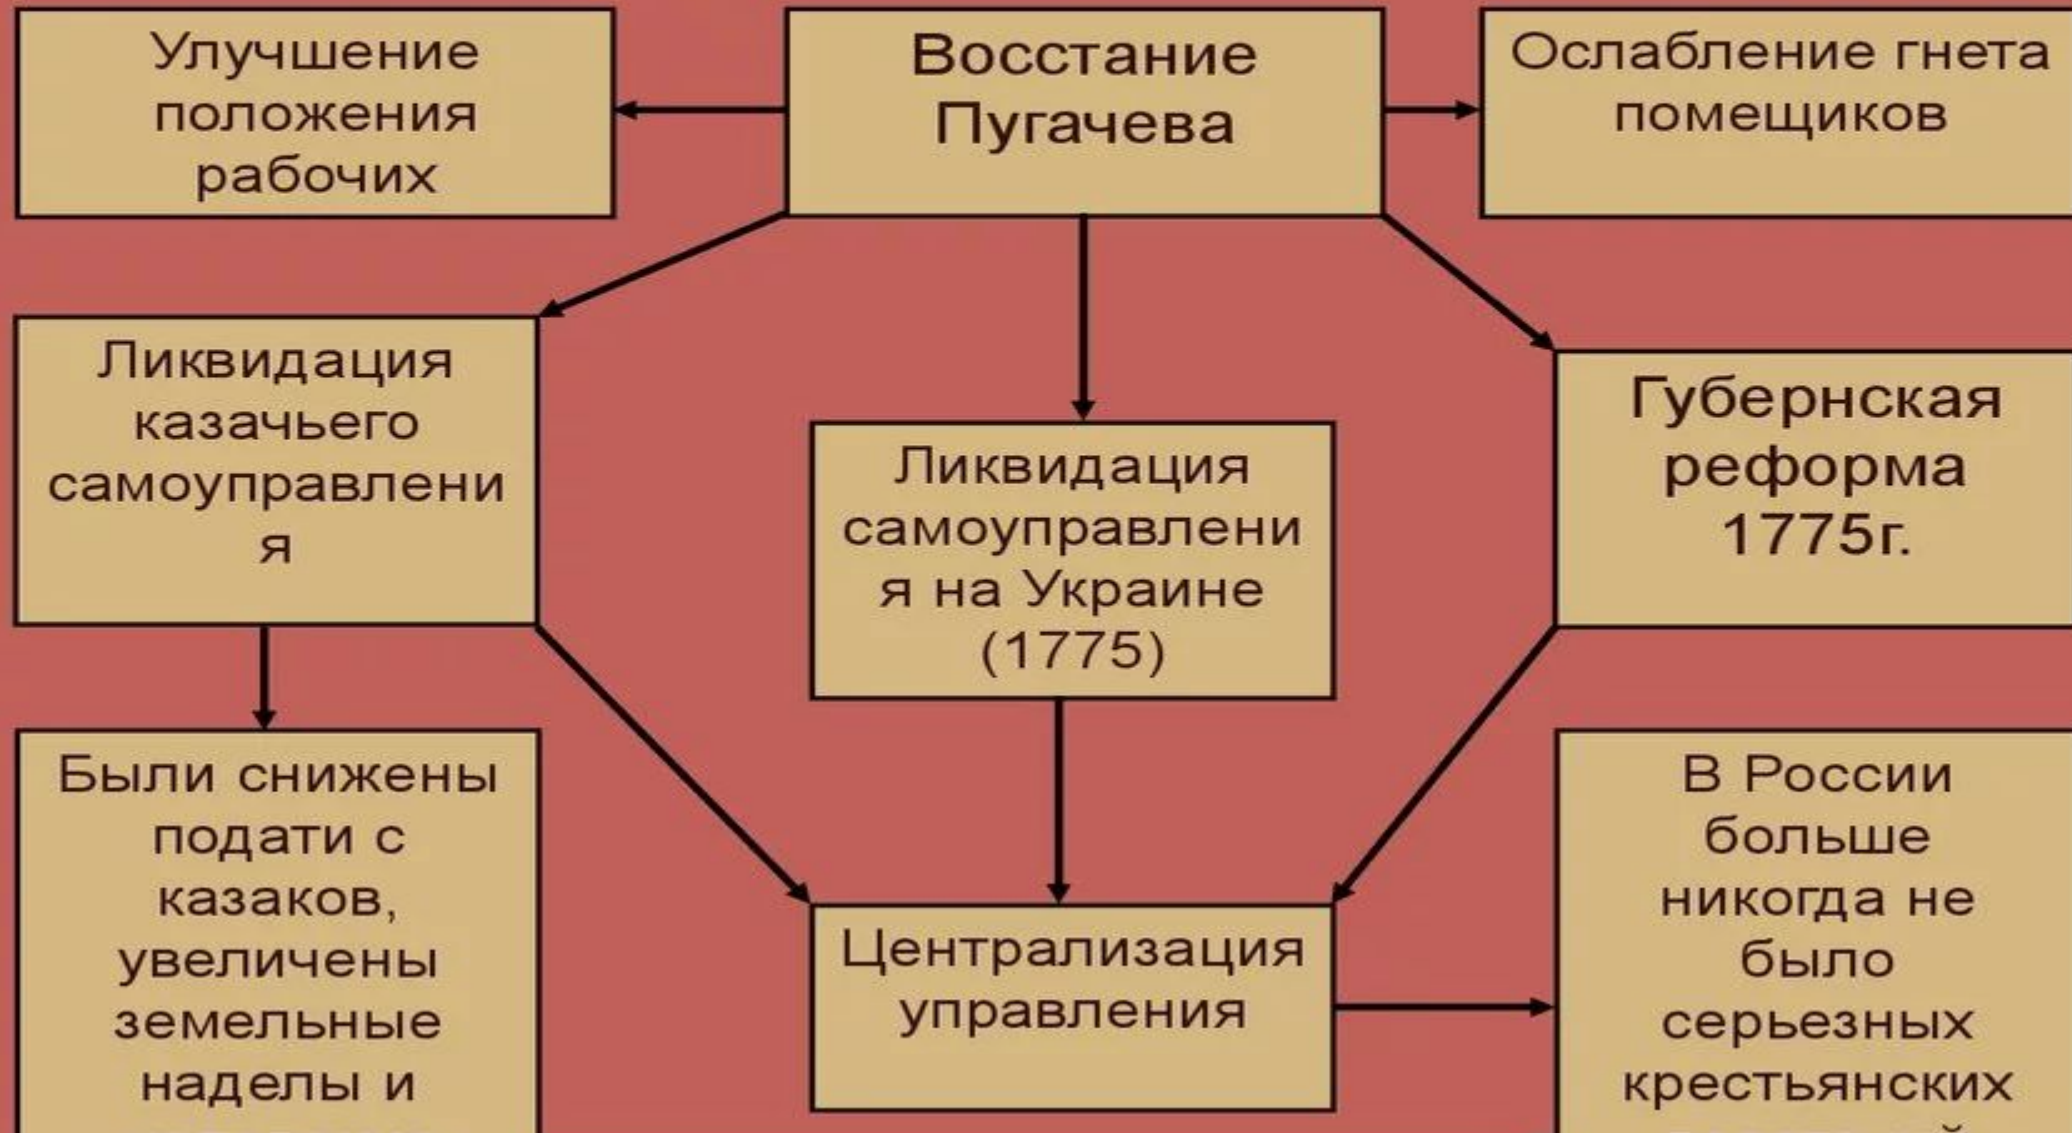 Улучшение
положения
рабочих
Восстание
Пугачева
Ослабление гнета
помещиков
Ликвидация
казачьего
самоуправлени
я
Ликвидация
самоуправлени
я на Украине
(1775)
Губернская
реформа
1775г.
Были снижены
подати с
казаков,
увеличены
земельные
наделы и
Централизация
управления
В России
больше
никогда не
было
серьезных
крестьянских